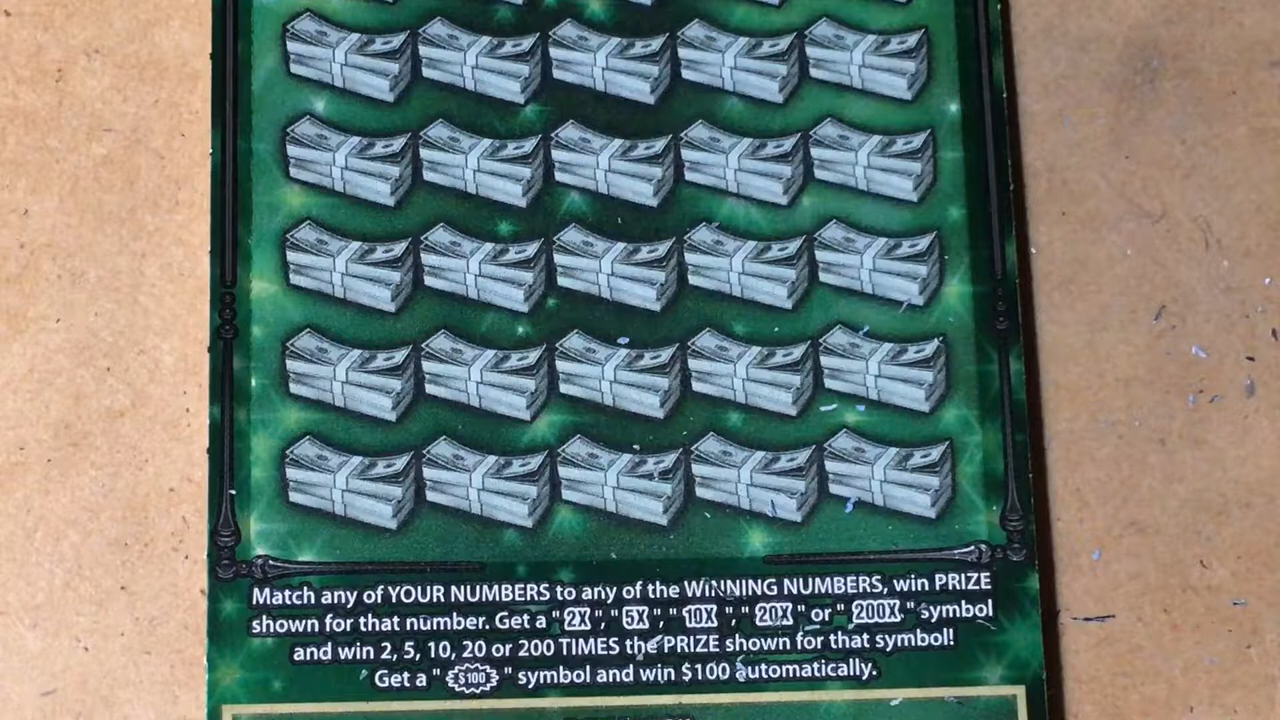 Match any of YOUR NUMBERS to any of the WINNING NUMBERS, win PRIZE
shown for that number. Get a "2X", "5X", "10X", "20X" or "200X" symbol
and win 2, 5, 10, 20 or 200 TIMES the PRIZE shown for that symbol!
Get a "$100" symbol and win $100 automatically.